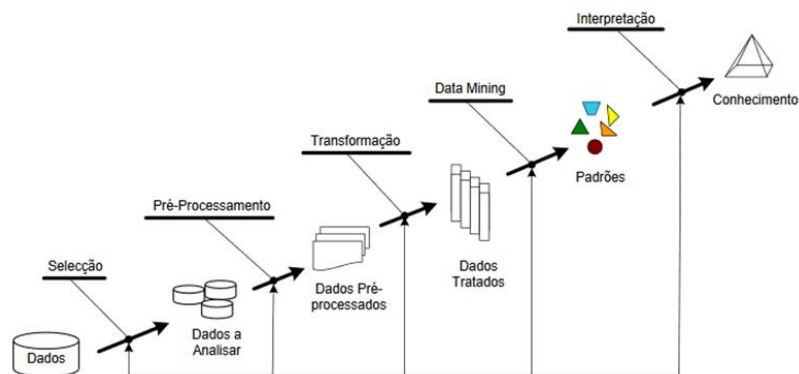 Interpretação
Conhecimento
Data Mining
Padrões
Transformação
Dados
Tratados
Pré-Processamento
Dados Pré-
processados
Selecção
Dados a
Analisar
Dados